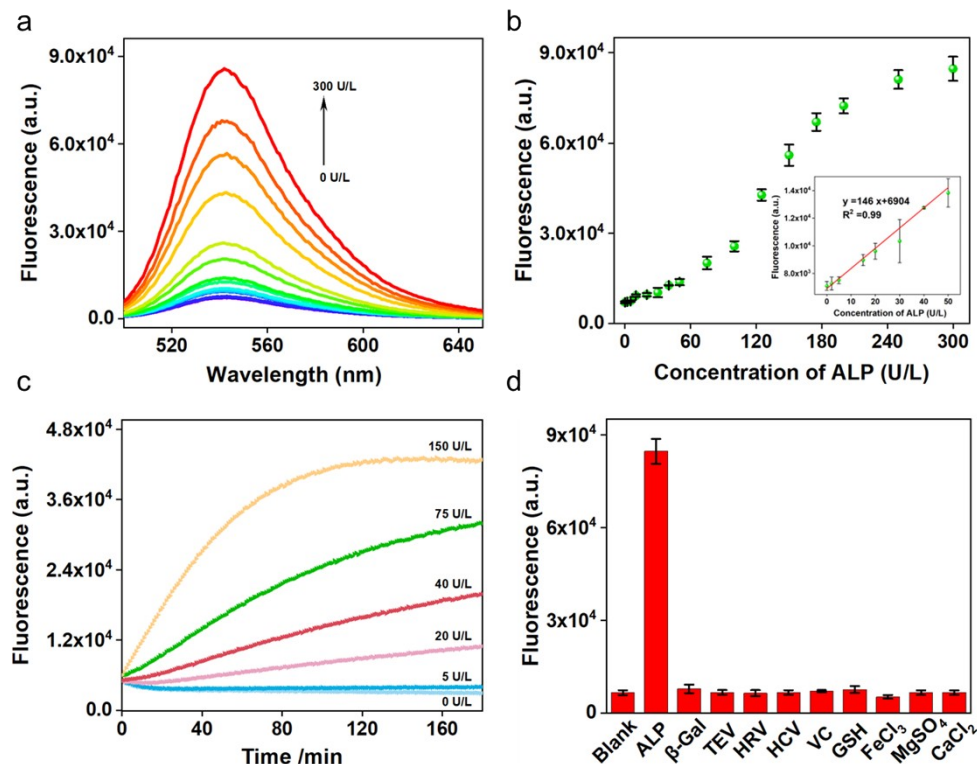 a
9.0x10⁴
6.0x10⁴
3.0x10⁴
0.0
Fluorescence (a.u.)
300 U/L
0 U/L
520
560
600
640
Wavelength (nm)
b
9.0x10⁴
6.0x10⁴
3.0x10⁴
0.0
Fluorescence (a.u.)
0
60
120
180
240
300
Concentration of ALP (U/L)
1.4x10⁴
1.2x10⁴
1.0x10⁴
8.0x10³
Fluorescence (a.u.)
y =146 x+6904
R² =0.99
0
10
20
30
40
50
Concentration of ALP (U/L)
c
4.8x10⁴
3.6x10⁴
2.4x10⁴
1.2x10⁴
0.0
Fluorescence (a.u.)
150 U/L
75 U/L
40 U/L
20 U/L
5 U/L
0 U/L
0
40
80
120
160
Time /min
d
9x10⁴
6x10⁴
3x10⁴
0
Fluorescence (a.u.)
Blank
ALP
β-Gal
TEV
HRV
HCV
VC
GSH
FeCl₃
MgSO₄
CaCl₂